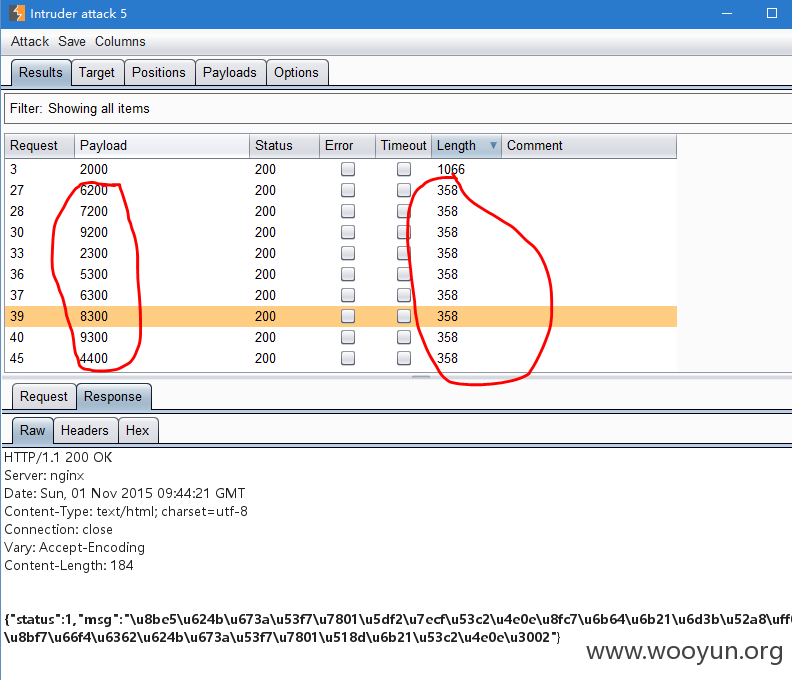 Intruder attack 5
Attack Save Columns
Results Target Positions Payloads Options
Filter: Showing all items
Request Payload Status Error Timeout Length Comment
3 2000 200 1066
27 6200 200 358
28 7200 200 358
30 9200 200 358
33 2300 200 358
36 5300 200 358
37 6300 200 358
39 8300 200 358
40 9300 200 358
45 4400 200 358
Request Response
Raw Headers Hex
HTTP/1.1 200 OK
Server: nginx
Date: Sun, 01 Nov 2015 09:44:21 GMT
Content-Type: text/html; charset=utf-8
Connection: close
Vary: Accept-Encoding
Content-Length: 184
{"status":1,"msg":"\u8be5\u624b\u673a\u53f7\u7801\u5df2\u7ecf\u53c2\u4e0e\u8fc7\u6b64\u6b21\u6d3b\u52a8\uff
\u8bf7\u66f4\u6362\u624b\u673a\u53f7\u7801\u518d\u6b21\u53c2\u4e0e\u3002"}
www.wooyun.org